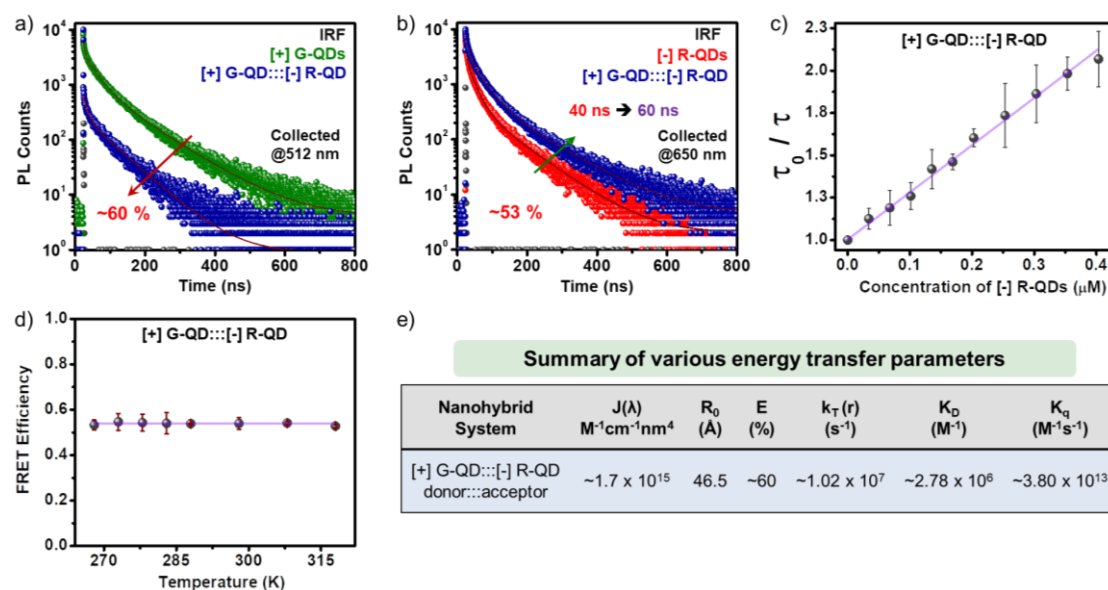 a)
IRF
[+] G-QDs
[+] G-QD:::[-] R-QD
Collected
@512 nm
~60 %
PL Counts
10⁴
10³
10²
10¹
10⁰
0 200 400 600 800
Time (ns)
b)
IRF
[-] R-QDs
[+] G-QD:::[-] R-QD
40 ns ➔ 60 ns
Collected
@650 nm
~53 %
PL Counts
10⁴
10³
10²
10¹
10⁰
0 200 400 600 800
Time (ns)
c)
[+] G-QD:::[-] R-QD
τ₀ / τ
2.3
2.0
1.5
1.3
1.0
0.0 0.1 0.2 0.3 0.4
Concentration of [-] R-QDs (μM)
d)
[+] G-QD:::[-] R-QD
FRET Efficiency
1.0
0.8
0.6
0.4
0.2
0.0
270 285 300 315
Temperature (K)
e)
Summary of various energy transfer parameters
Nanohybrid System J(λ) M⁻¹cm⁻¹nm⁴ R₀ (Å) E (%) k_T (r) (s⁻¹) K_D (M⁻¹) K_q (M⁻¹s⁻¹)
[+] G-QD:::[-] R-QD donor:::acceptor ~1.7 x 10¹⁵ 46.5 ~60 ~1.02 x 10⁷ ~2.78 x 10⁶ ~3.80 x 10¹³